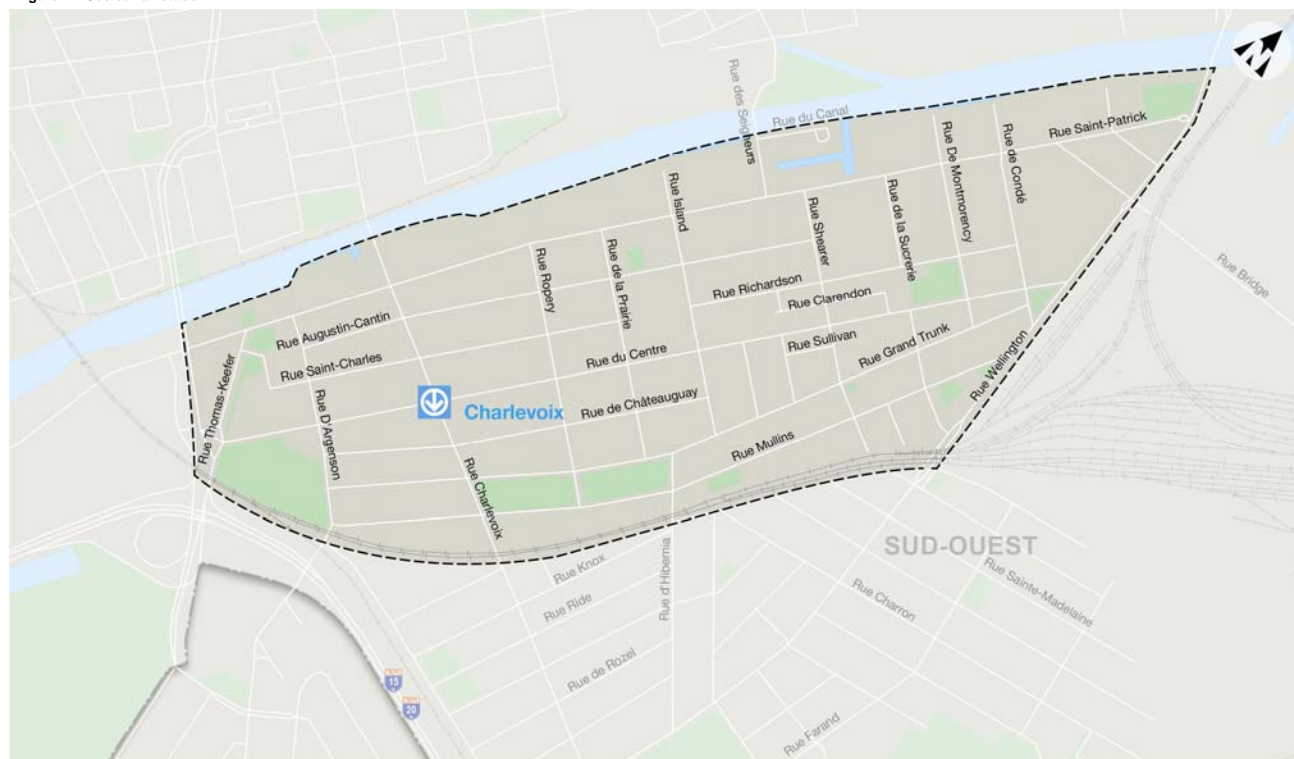 Rue des Seigneurs
Rue du Canal
Rue Saint-Patrick
Rue De Montmorency
Rue de Condé
Rue Island
Rue Shearer
Rue de la Sucrerie
Rue Bridge
Rue Ropery
Rue de la Prairie
Rue Richardson
Rue Clarendon
Rue Augustin-Cantin
Rue Saint-Charles
Rue du Centre
Rue Sullivan
Rue Grand Trunk
Rue Wellington
Rue Thomas-Keefer
Rue D'Argenson
Charlevoix
Rue de Châteauguay
Rue Mullins
Rue Charlevoix
SUD-OUEST
Rue Knox
Rue d'Hibernia
Rue Ride
Rue Charron
Rue Sainte-Madelaine
Rue de Rozel
15
20
Rue Farand